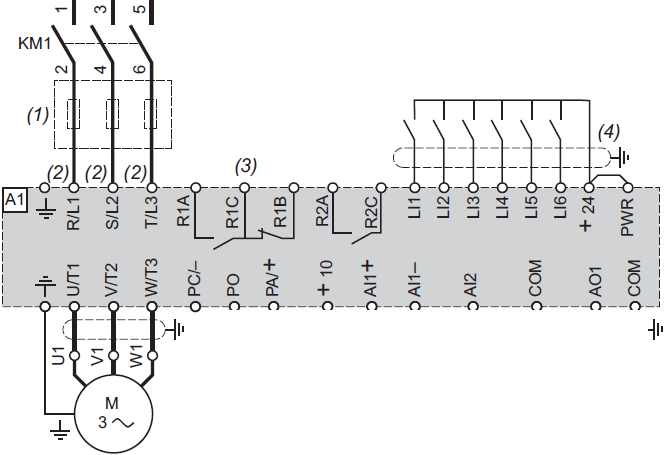 1 3 5
KM1
2 4 6
(1)
(4)
(2) (2) (2) (3)
A1
R/L1 S/L2 T/L3 R1A R1C R1B R2A R2C LI1 LI2 LI3 LI4 LI5 LI6 +24 PWR
U/T1 V/T2 W/T3 PC/– PO PA/+ +10 AI1+ AI1– AI2 COM AO1 COM
U1 V1 W1
M
3